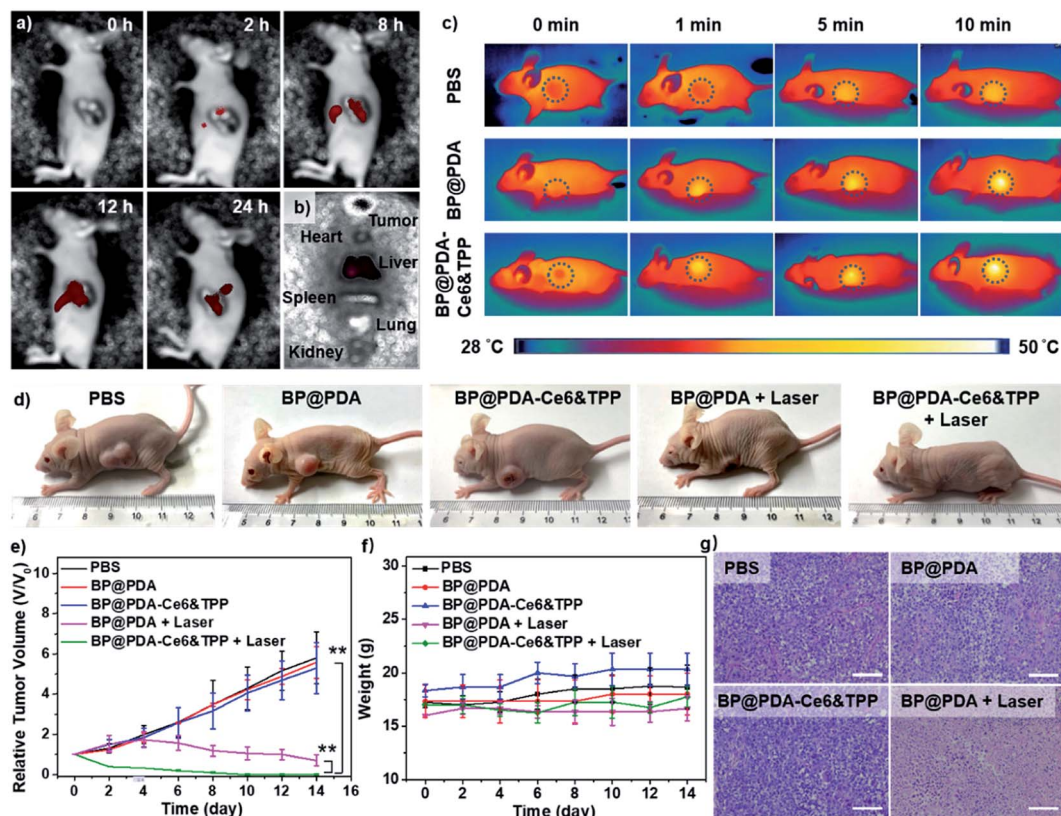 a)
0 h
2 h
8 h
12 h
24 h
b)
Tumor
Heart
Liver
Spleen
Lung
Kidney
c)
0 min
1 min
5 min
10 min
PBS
BP@PDA
BP@PDA-
Ce6&TPP
28 °C
50 °C
d)
PBS
BP@PDA
BP@PDA-Ce6&TPP
BP@PDA + Laser
BP@PDA-Ce6&TPP
+ Laser
e)
Relative Tumor Volume (V/V0)
10
8
6
4
2
0
PBS
BP@PDA
BP@PDA-Ce6&TPP
BP@PDA + Laser
BP@PDA-Ce6&TPP + Laser
**
**
0 2 4 6 8 10 12 14 16
Time (day)
f)
Weight (g)
30
25
20
15
10
PBS
BP@PDA
BP@PDA-Ce6&TPP
BP@PDA + Laser
BP@PDA-Ce6&TPP + Laser
0 2 4 6 8 10 12 14
Time (day)
g)
PBS
BP@PDA
BP@PDA-Ce6&TPP
BP@PDA + Laser